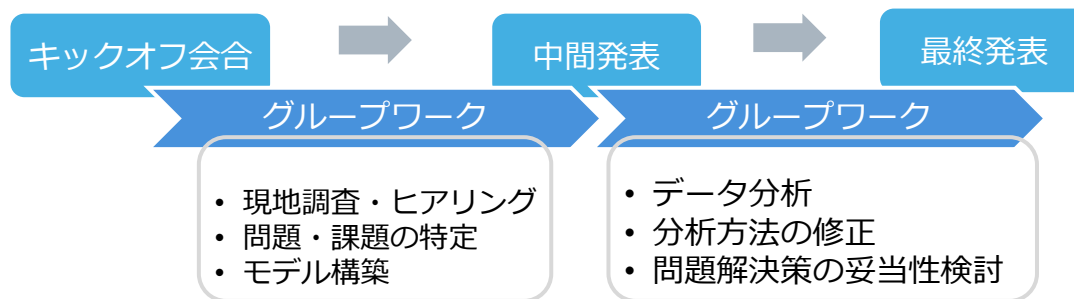 キックオフ会合
中間発表
最終発表
グループワーク
グループワーク
• 現地調査・ヒアリング
• 問題・課題の特定
• モデル構築
• データ分析
• 分析方法の修正
• 問題解決策の妥当性検討